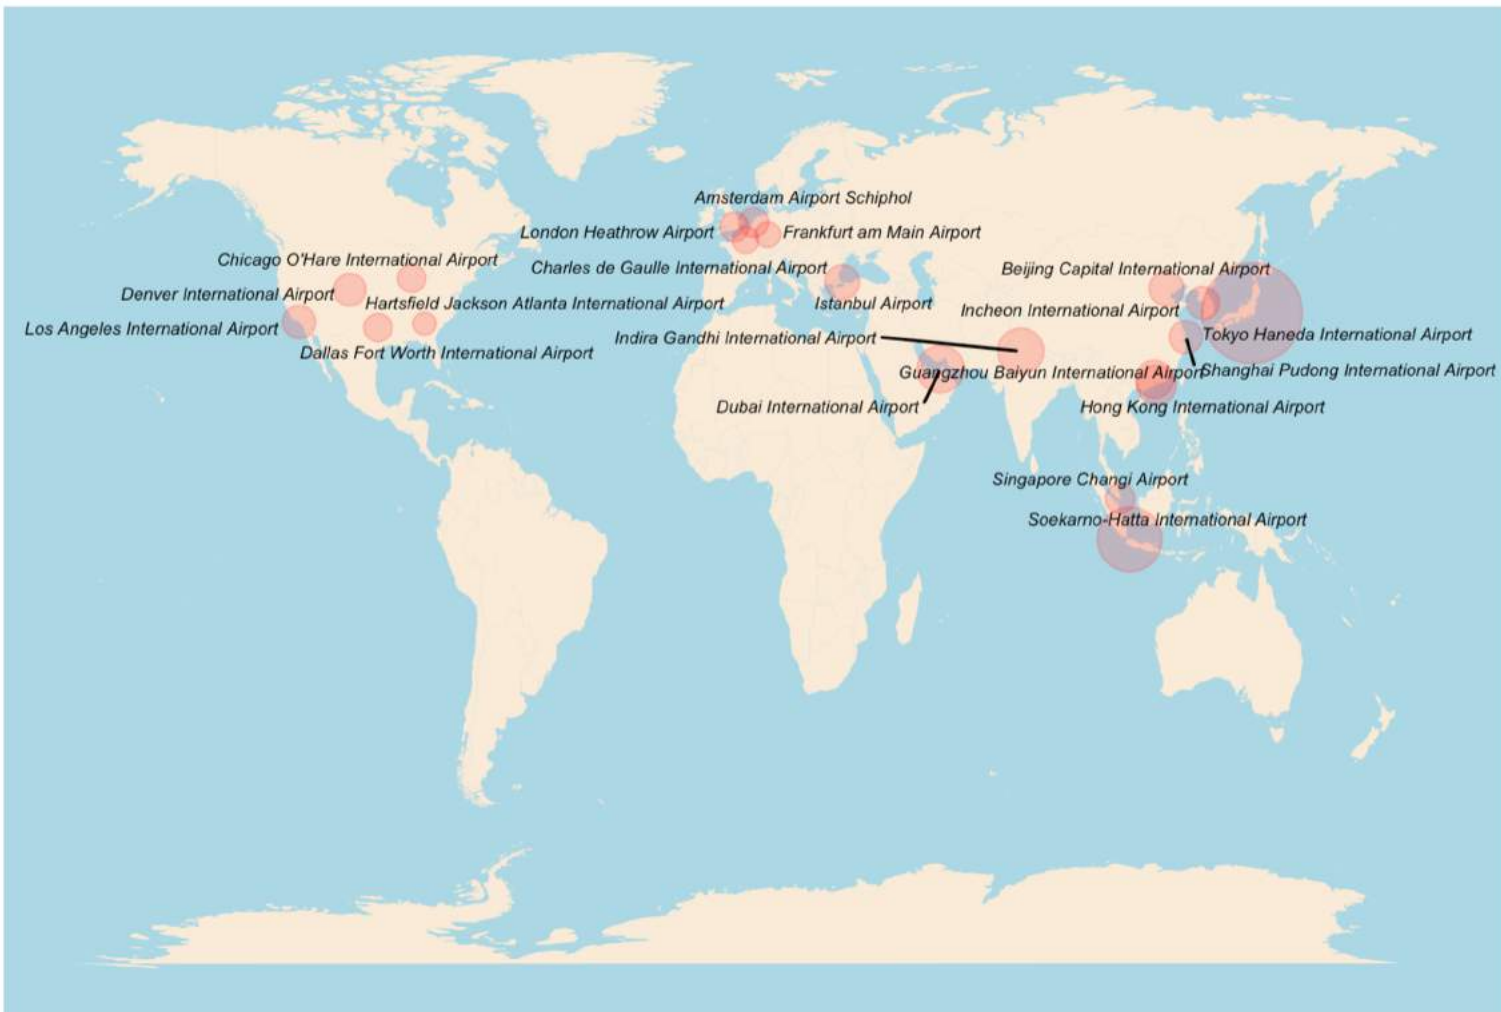 Amsterdam Airport Schiphol
London Heathrow Airport
Frankfurt am Main Airport
Chicago O'Hare International Airport
Charles de Gaulle International Airport
Beijing Capital International Airport
Denver International Airport
Hartsfield Jackson Atlanta International Airport
Istanbul Airport
Incheon International Airport
Los Angeles International Airport
Indira Gandhi International Airport
Tokyo Haneda International Airport
Dallas Fort Worth International Airport
Guangzhou Baiyun International Airport
Shanghai Pudong International Airport
Dubai International Airport
Hong Kong International Airport
Singapore Changi Airport
Soekarno-Hatta International Airport